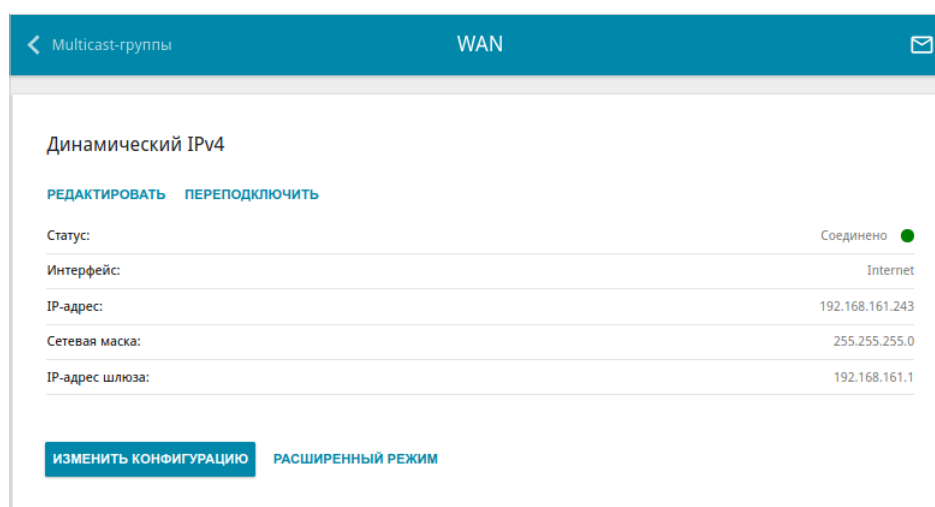 Multicast-группы WAN
Динамический IPv4
РЕДАКТИРОВАТЬ ПЕРЕПОДКЛЮЧИТЬ
Статус: Соединено
Интерфейс: Internet
IP-адрес: 192.168.161.243
Сетевая маска: 255.255.255.0
IP-адрес шлюза: 192.168.161.1
ИЗМЕНИТЬ КОНФИГУРАЦИЮ РАСШИРЕННЫЙ РЕЖИМ